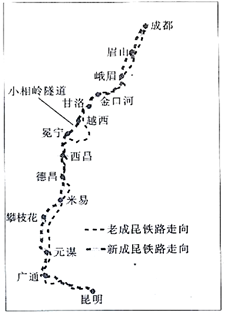 成都
眉山
峨眉
小相岭隧道
金口河
甘洛
越西
冕宁
西昌
德昌
米易
攀枝花
老成昆铁路走向
新成昆铁路走向
元谋
广通
昆明